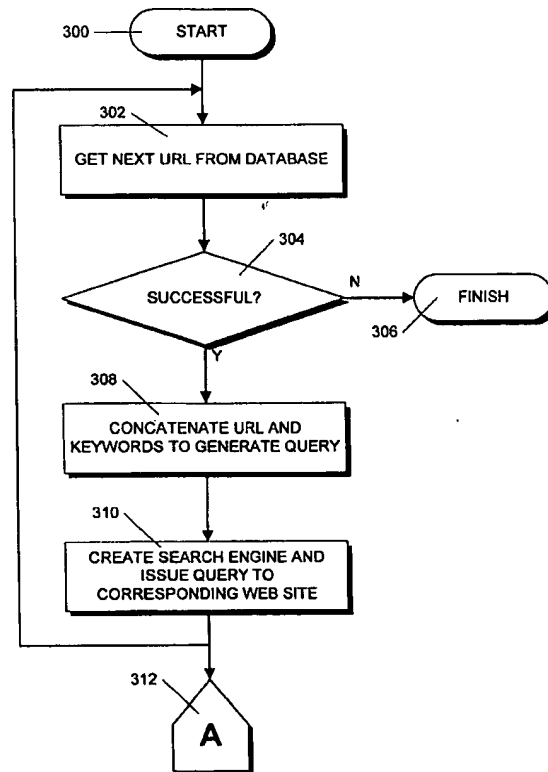 300
START
302
GET NEXT URL FROM DATABASE
304
SUCCESSFUL?
N
FINISH
306
Y
308
CONCATENATE URL AND
KEYWORDS TO GENERATE QUERY
310
CREATE SEARCH ENGINE AND
ISSUE QUERY TO
CORRESPONDING WEB SITE
312
A